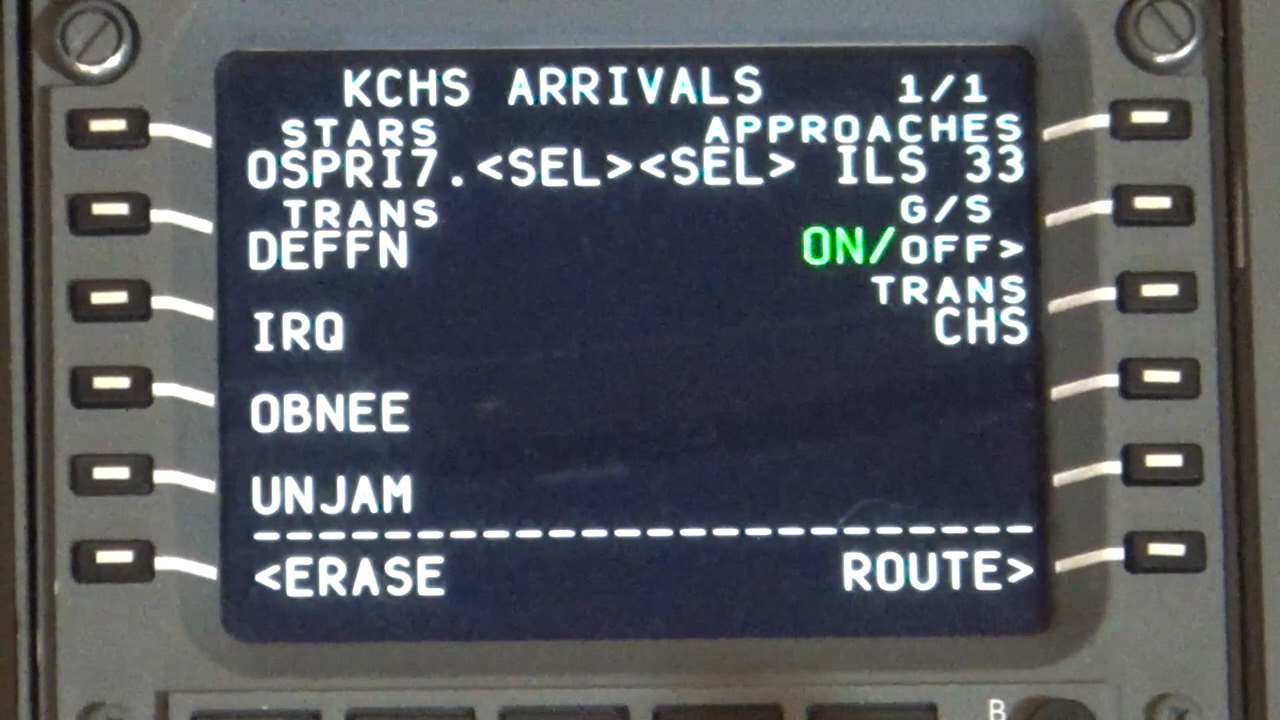 KCHS ARRIVALS 1/1
STARS APPROACHES
OSPRI7.<SEL><SEL> ILS 33
TRANS G/S
DEFFN ON/OFF>
TRANS
IRQ CHS
OBNEE
UNJAM
--------------------------
<ERASE ROUTE>
B